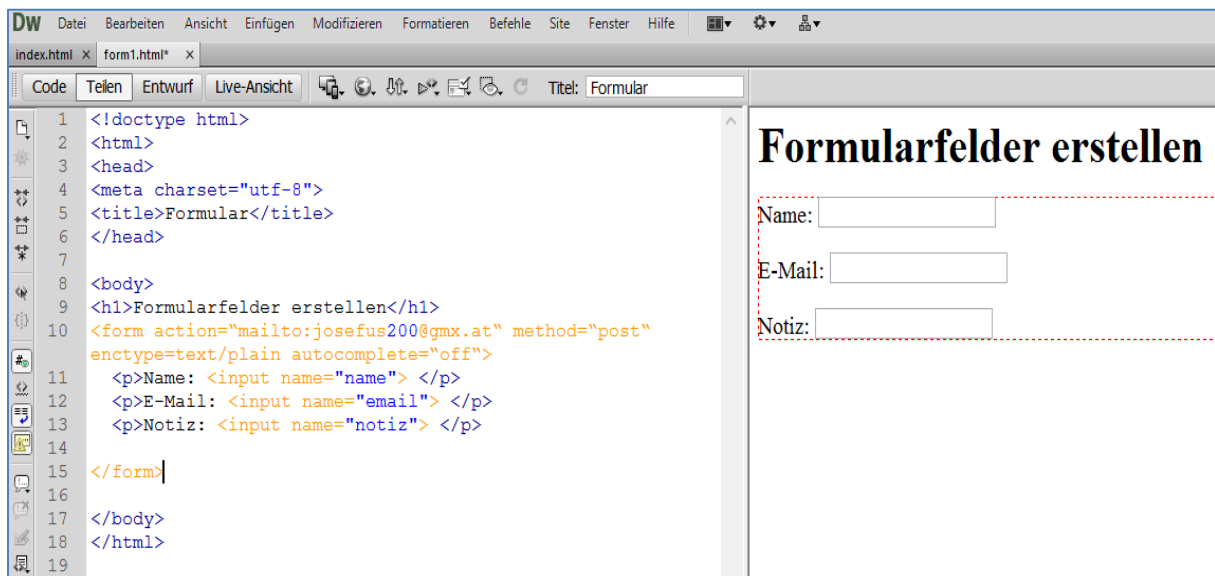 DW Datei Bearbeiten Ansicht Einfügen Modifizieren Formatieren Befehle Site Fenster Hilfe
index.html × form1.html* ×
Code Teilen Entwurf Live-Ansicht Titel: Formular
1 <!doctype html>
2 <html>
3 <head>
4 <meta charset="utf-8">
5 <title>Formular</title>
6 </head>
7
8 <body>
9 <h1>Formularfelder erstellen</h1>
10 <form action=“mailto:josefus200@gmx.at“ method=“post“
enctype=text/plain autocomplete=“off“>
11 <p>Name: <input name="name"> </p>
12 <p>E-Mail: <input name="email"> </p>
13 <p>Notiz: <input name="notiz"> </p>
14
15 </form>
16
17 </body>
18 </html>
19
Formularfelder erstellen
Name:
E-Mail:
Notiz: